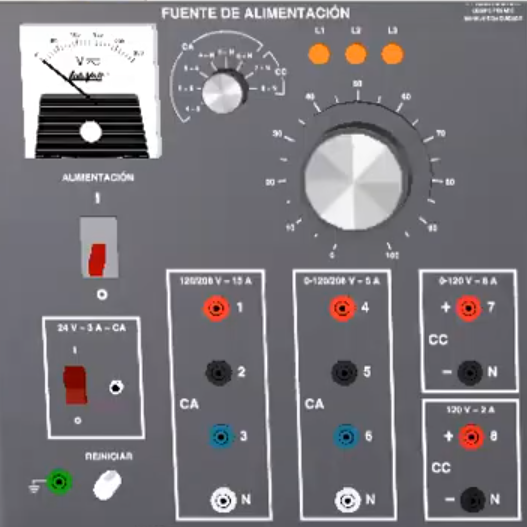 FUENTE DE ALIMENTACIÓN
L1 L2 L3
CA
CC
V
ALIMENTACIÓN
I
O
0 10 20 30 40 50 60 70 80 90 100
24 V – 3 A – CA
I
O
REINICIAR
120/208 V – 15 A
1
2
CA
3
N
0-120/208 V – 5 A
4
5
CA
6
N
0-120 V – 8 A
+ 7
CC
– N
120 V – 2 A
+ 8
CC
– N